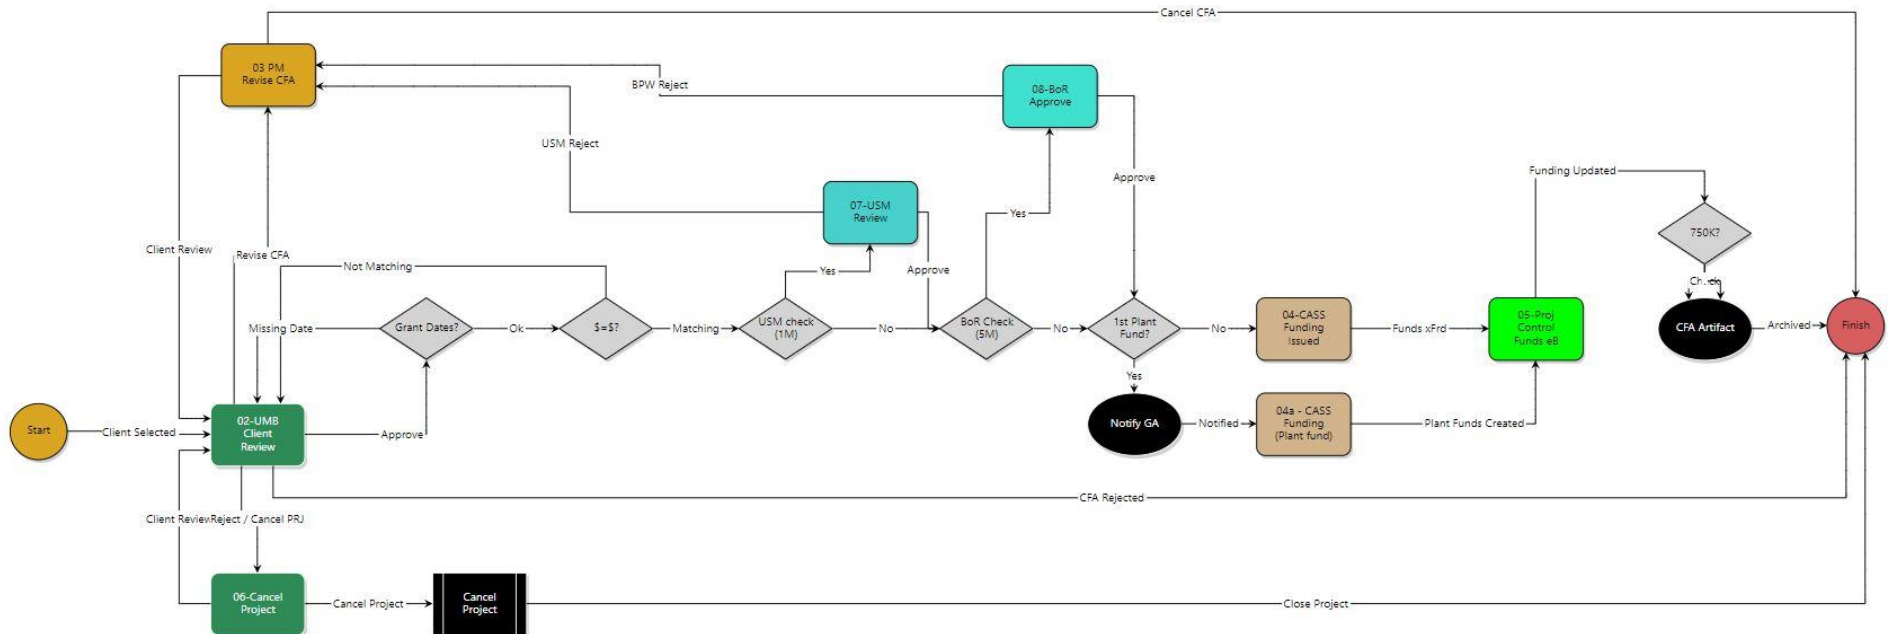 Cancel CFA
03 PM
Revise CFA
BPW Reject
08-BoR
Approve
USM Reject
Funding Updated
Approve
07-USM
Review
Yes
750K?
Client Review
Revise CFA
Not Matching
Yes
Approve
Missing Date
Grant Dates?
Ok
$=$?
Matching
USM check
(1M)
No
BoR Check
(5M)
No
1st Plant
Fund?
No
04-CASS
Funding
Issued
Funds xFrd
05-Proj
Control
Funds eB
CFA Artifact
Archived
Finish
Yes
Start
Client Selected
02-UMB
Client
Review
Approve
Notify GA
Notified
04a - CASS
Funding
(Plant fund)
Plant Funds Created
CFA Rejected
Client Review
Reject / Cancel PRJ
06-Cancel
Project
Cancel Project
Cancel
Project
Close Project